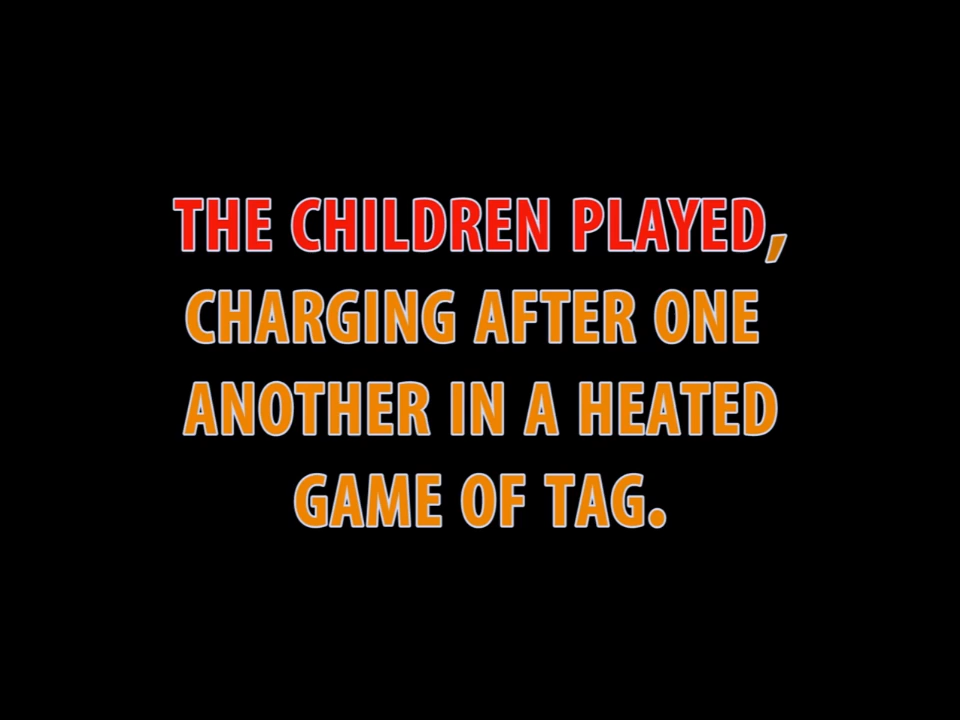 THE CHILDREN PLAYED,
CHARGING AFTER ONE
ANOTHER IN A HEATED
GAME OF TAG.